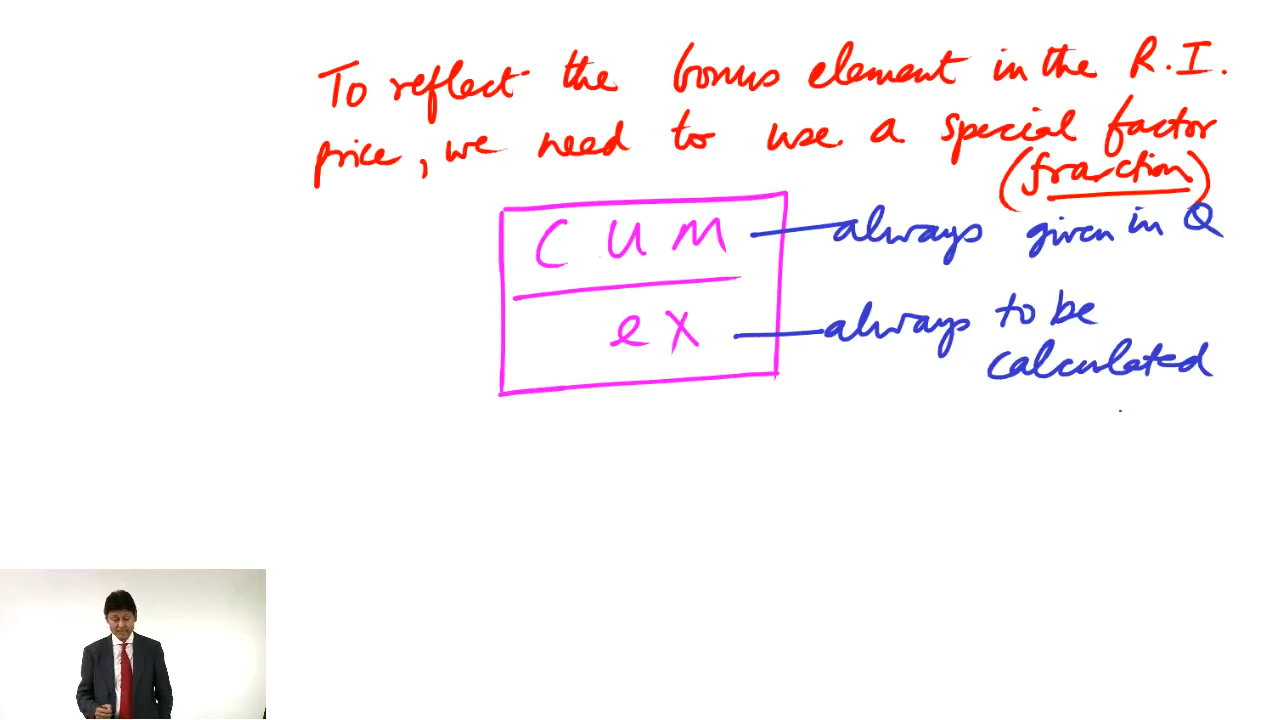 To reflect the bonus element in the R.I.
price, we need to use a special factor
(fraction)
CUM always given in Q
ex always to be
calculated